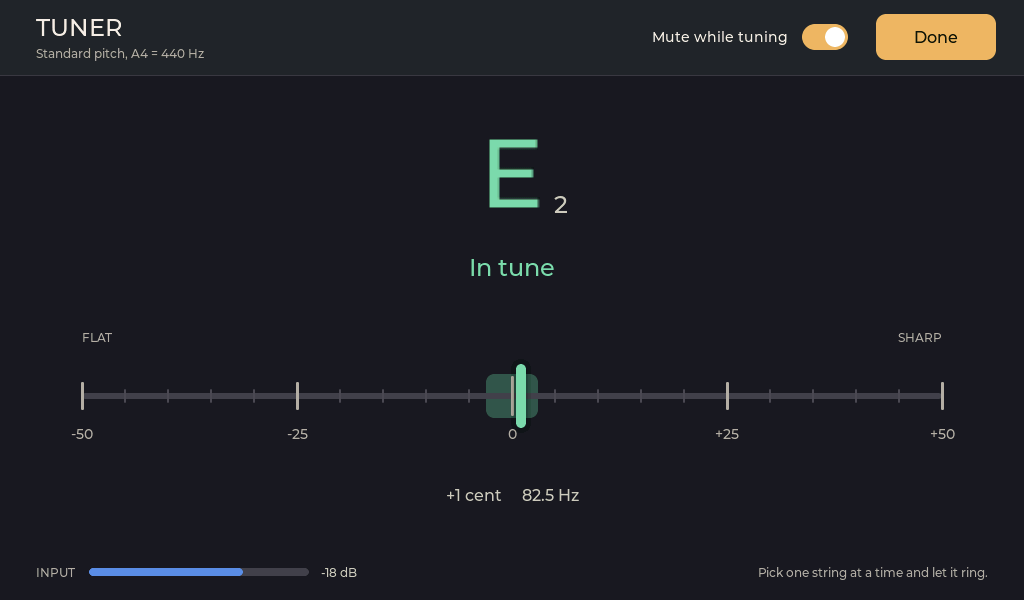 TUNER
Standard pitch, A4 = 440 Hz
Mute while tuning
Done
E 2
In tune
FLAT
SHARP
-50 -25 0 +25 +50
+1 cent 82.5 Hz
INPUT -18 dB
Pick one string at a time and let it ring.